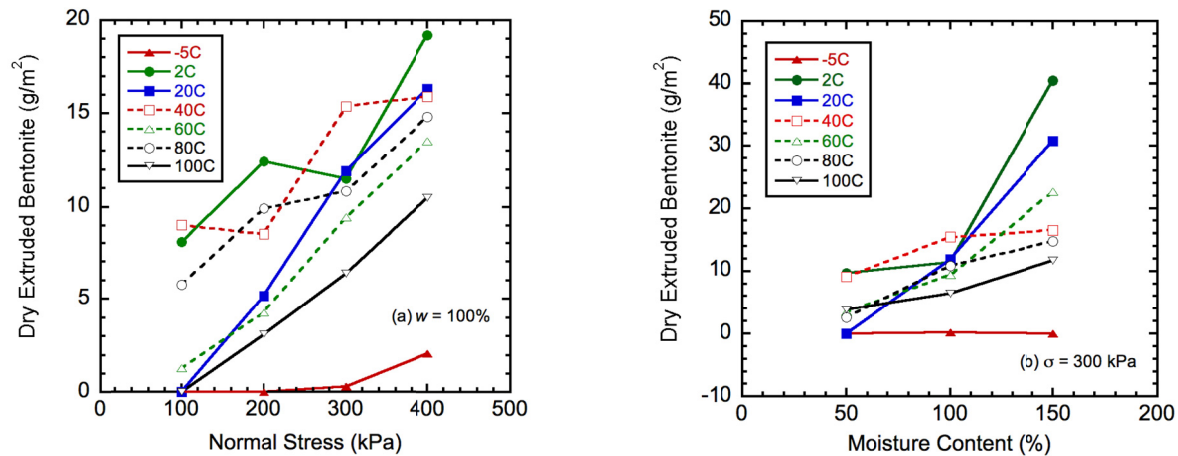 Dry Extruded Bentonite (g/m²)
20
15
10
5
0
-5C
2C
20C
40C
60C
80C
100C
(a) w = 100%
0 100 200 300 400 500
Normal Stress (kPa)
Dry Extruded Bentonite (g/m²)
50
40
30
20
10
0
-10
-5C
2C
20C
40C
60C
80C
100C
(b) σ = 300 kPa
0 50 100 150 200
Moisture Content (%)